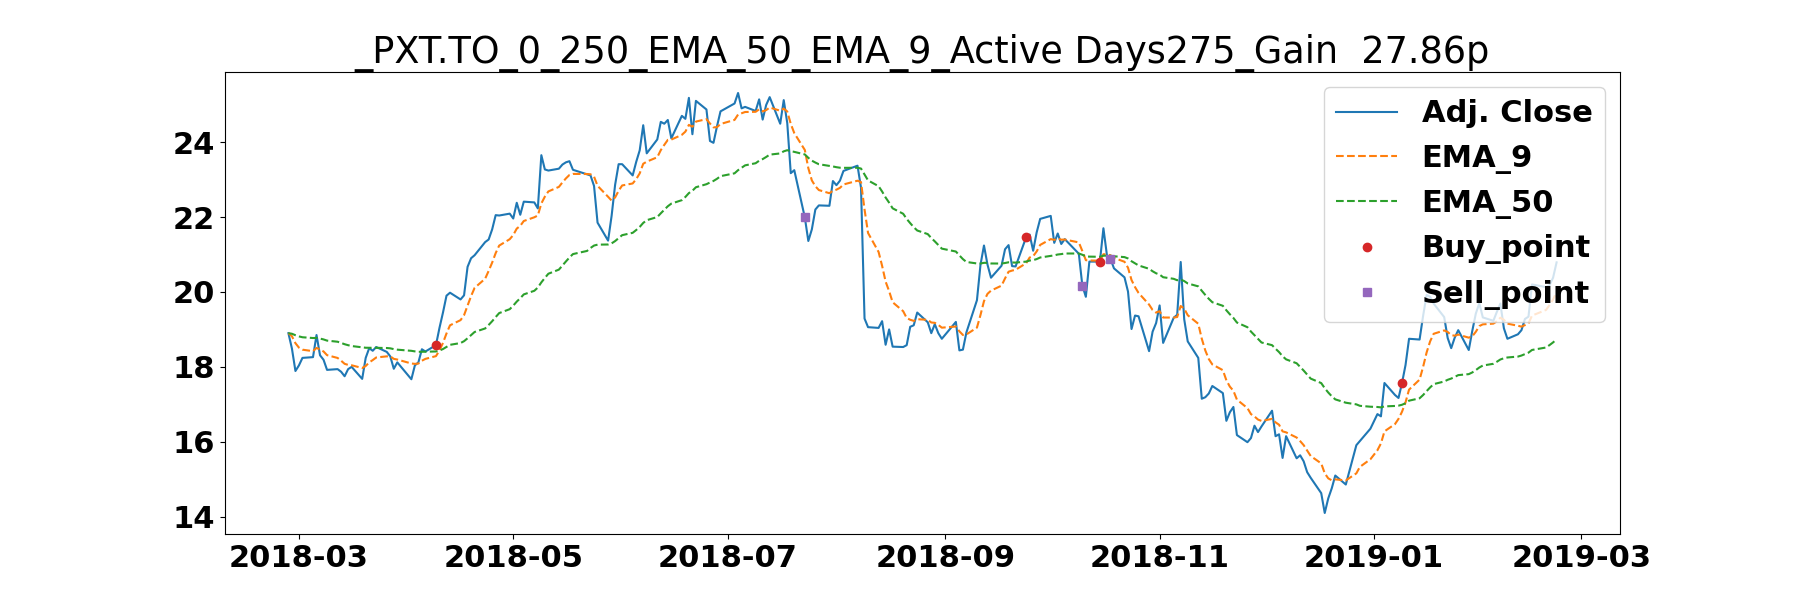 _PXT.TO_0_250_EMA_50_EMA_9_Active Days275_Gain  27.86p
Adj. Close
EMA_9
EMA_50
Buy_point
Sell_point
24
22
20
18
16
14
2018-03 2018-05 2018-07 2018-09 2018-11 2019-01 2019-03